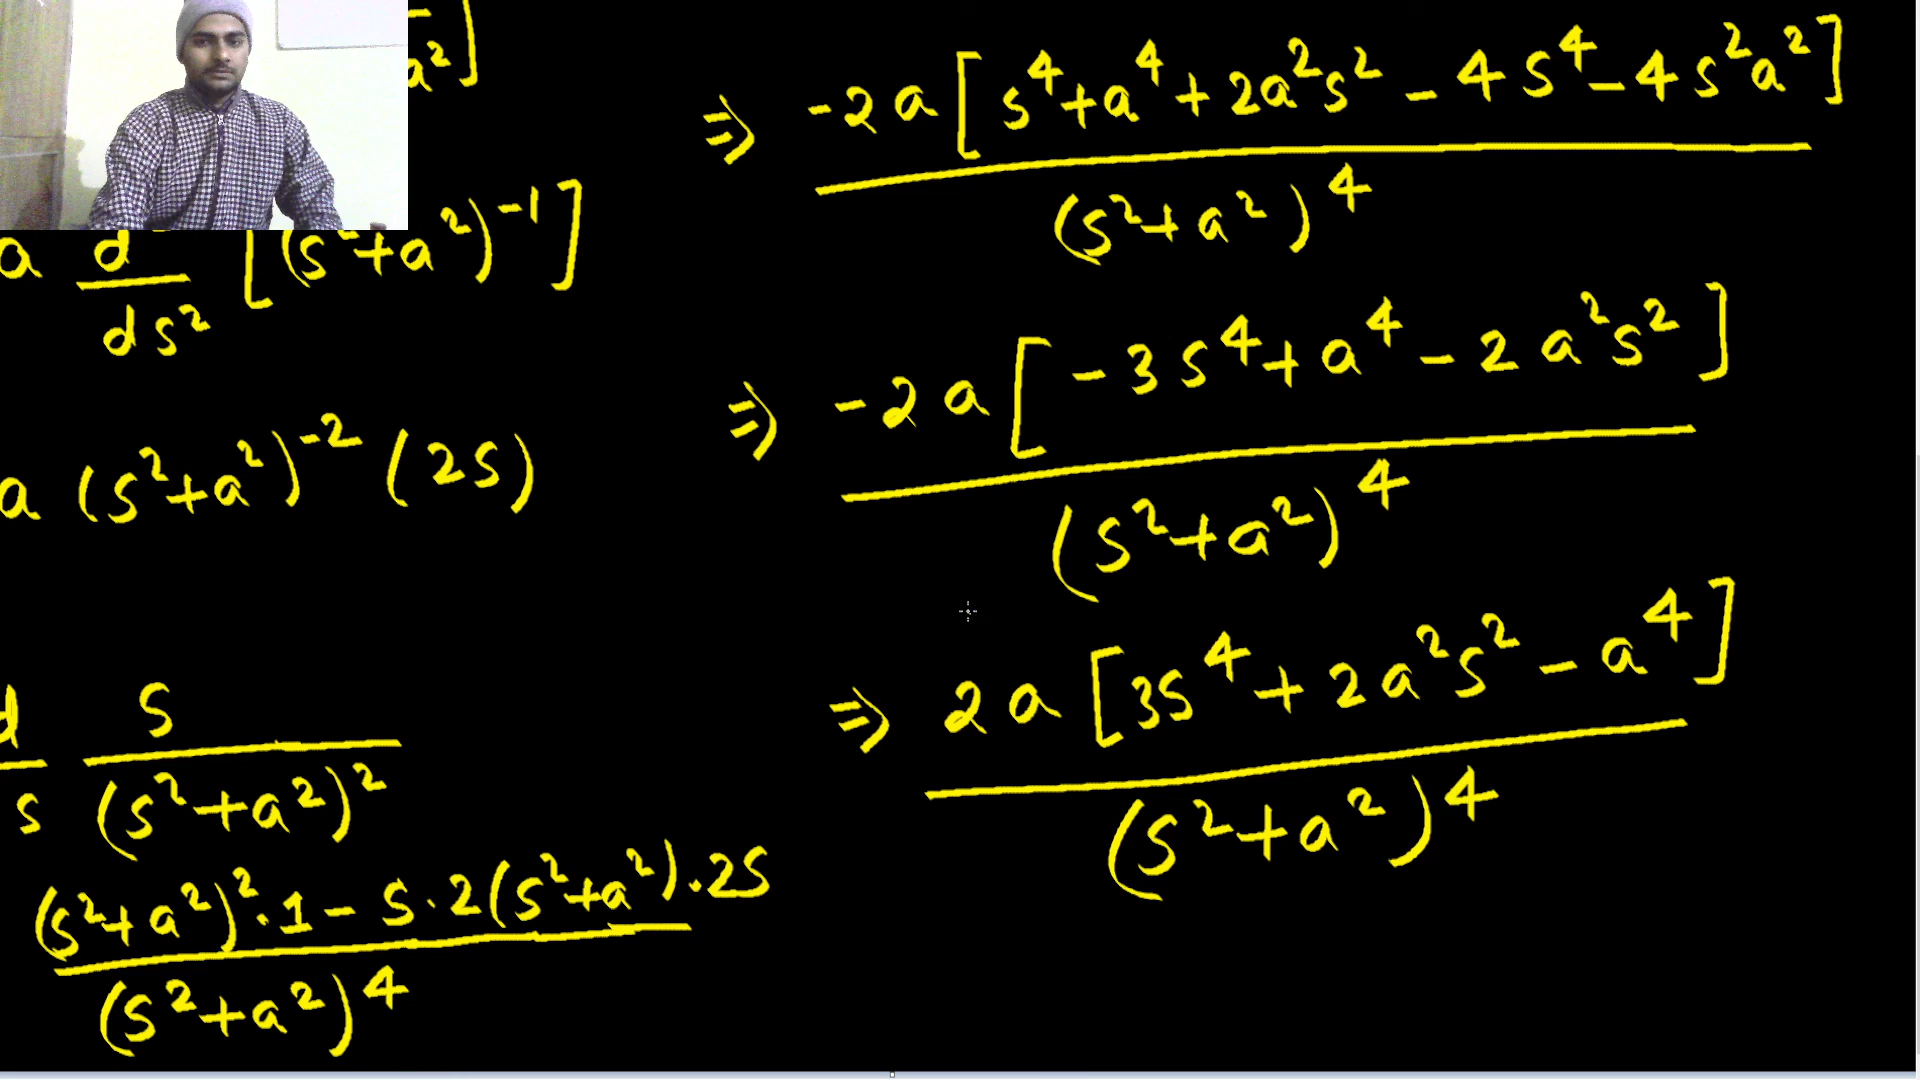 a²]
a d²/ds² [(s²+a²)⁻¹]
a (s²+a²)⁻² (2s)
d/s s/(s²+a²)²
(s²+a²)².1 - s.2(s²+a²).2s
(s²+a²)⁴
⇒ -2a[s⁴+a⁴+2a²s²-4s⁴-4s²a²]
(s²+a²)⁴
⇒ -2a[-3s⁴+a⁴-2a²s²]
(s²+a²)⁴
⇒ 2a[3s⁴+2a²s²-a⁴]
(s²+a²)⁴